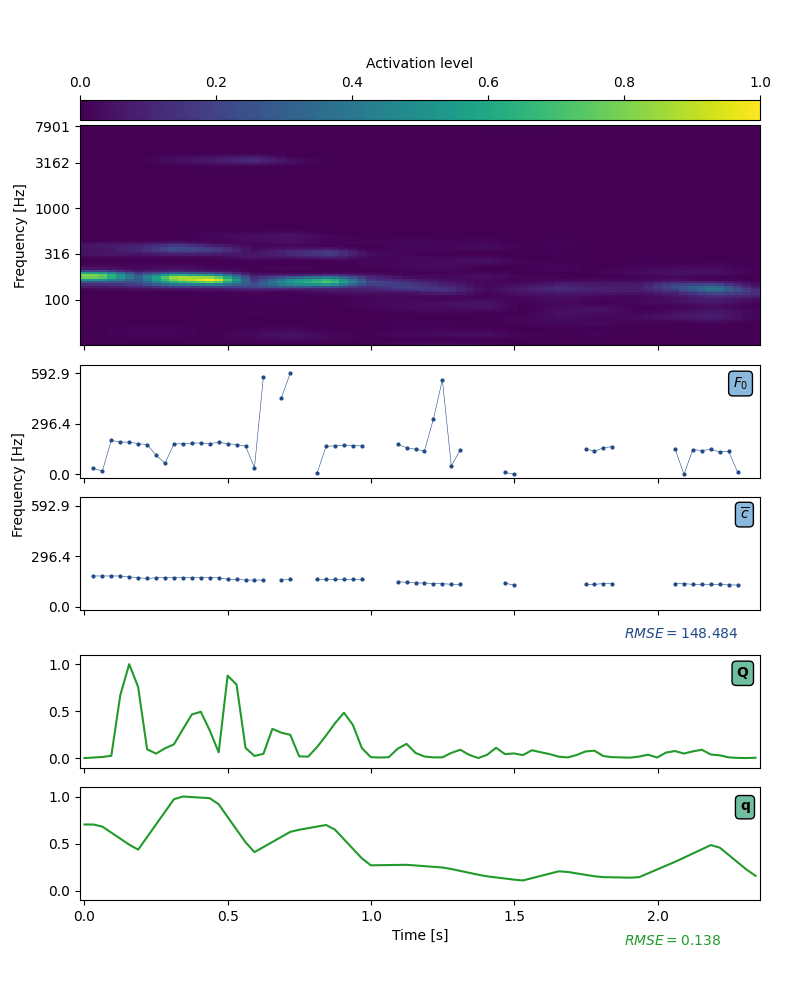 Activation level
0.0 0.2 0.4 0.6 0.8 1.0
7901
3162
1000
316
100
Frequency [Hz]
592.9
296.4
0.0
F₀
Frequency [Hz]
592.9
296.4
0.0
c̅
RMSE = 148.484
1.0
0.5
0.0
Q
1.0
0.5
0.0
q
0.0 0.5 1.0 1.5 2.0
Time [s]
RMSE = 0.138